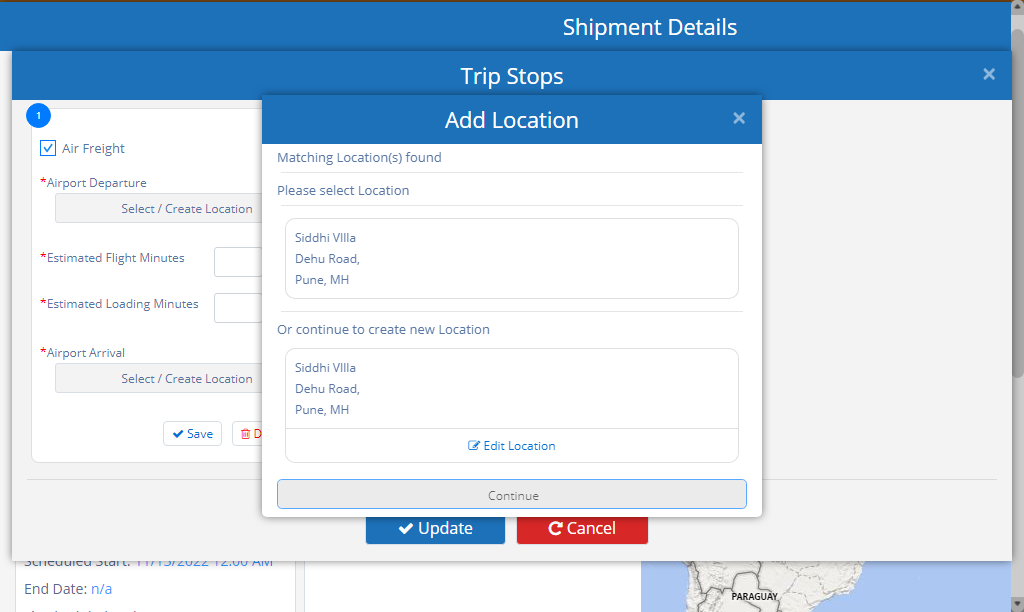 Shipment Details
Trip Stops
×
1
Air Freight
*Airport Departure
Select / Create Location
*Estimated Flight Minutes
*Estimated Loading Minutes
*Airport Arrival
Select / Create Location
Save
D
Add Location
×
Matching Location(s) found
Please select Location
Siddhi VIlla
Dehu Road,
Pune, MH
Or continue to create new Location
Siddhi VIlla
Dehu Road,
Pune, MH
Edit Location
Continue
Update
Cancel
Scheduled Start: 11/15/2022 12:00 AM
End Date: n/a
PARAGUAY